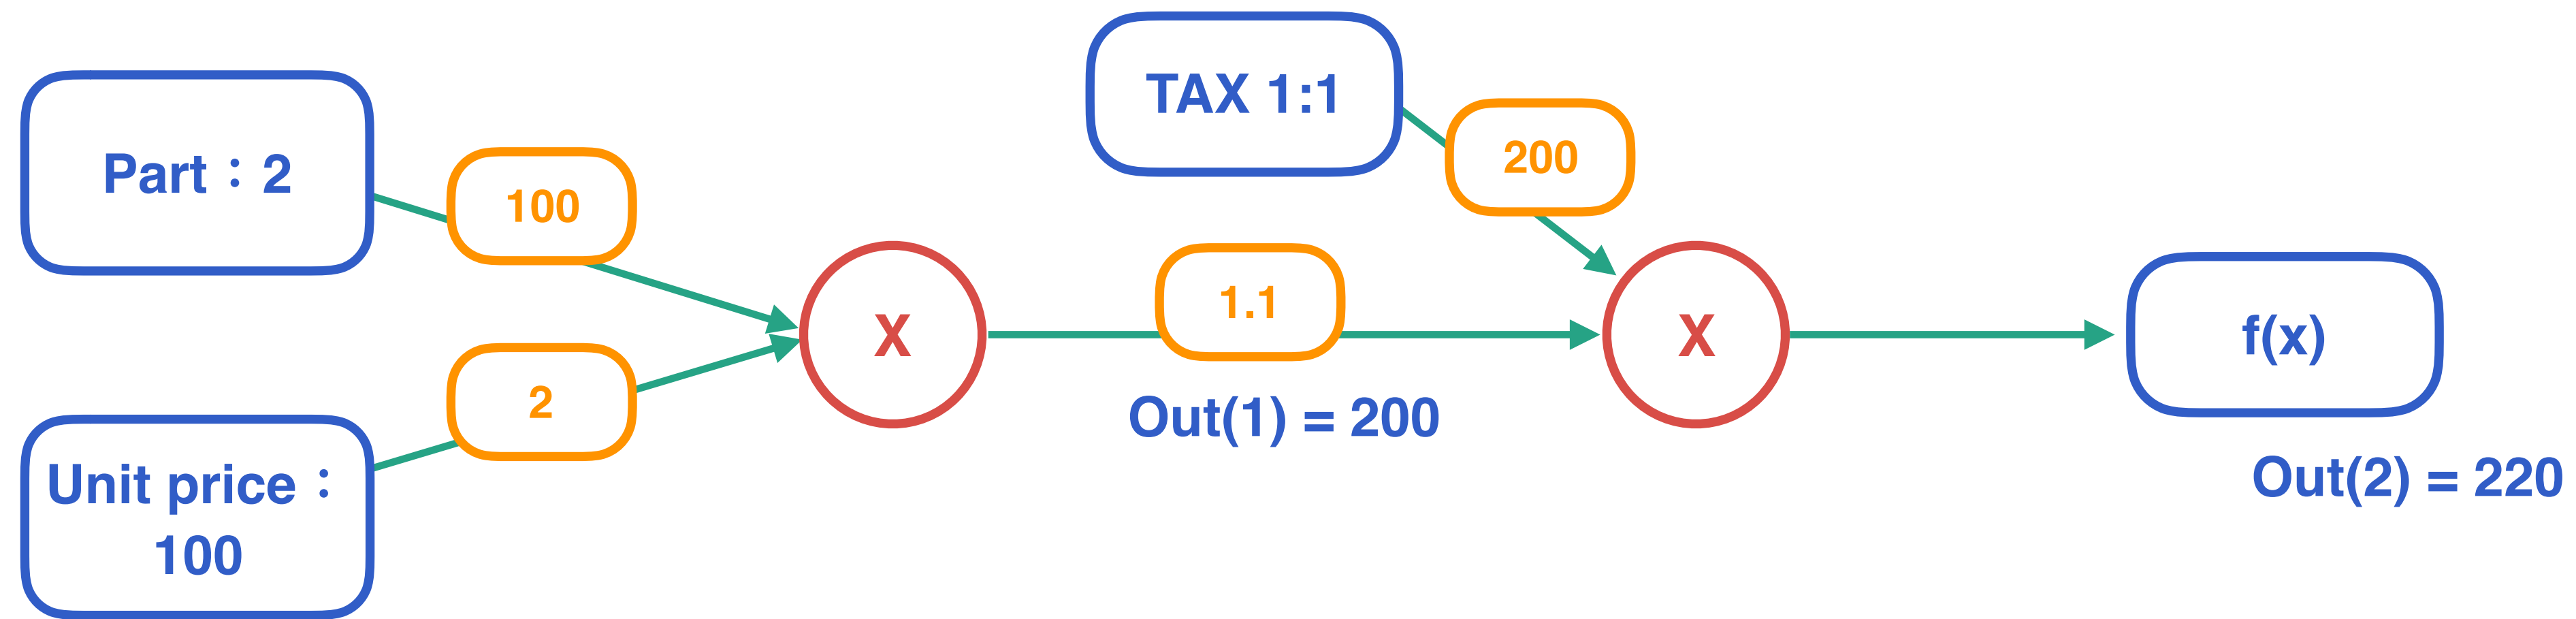 TAX 1:1
Part：2
100
200
1.1
X
X
f(x)
2
Out(1) = 200
Unit price：
100
Out(2) = 220